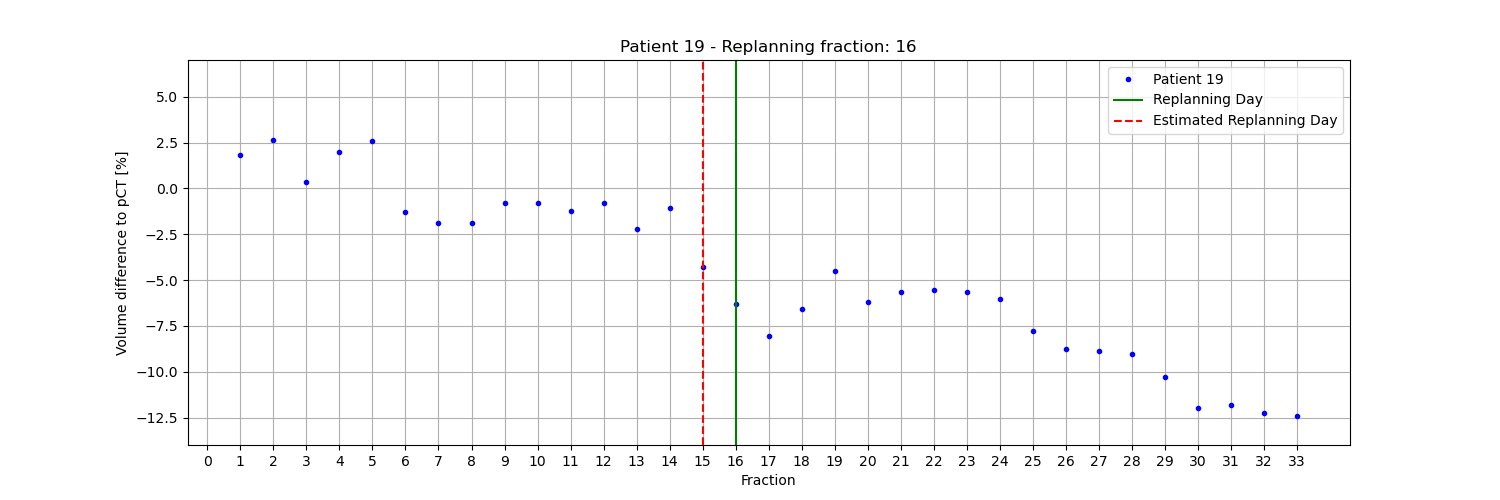 Patient 19 - Replanning fraction: 16
Patient 19
Replanning Day
Estimated Replanning Day
Volume difference to pCT [%]
5.0
2.5
0.0
−2.5
−5.0
−7.5
−10.0
−12.5
0 1 2 3 4 5 6 7 8 9 10 11 12 13 14 15 16 17 18 19 20 21 22 23 24 25 26 27 28 29 30 31 32 33
Fraction